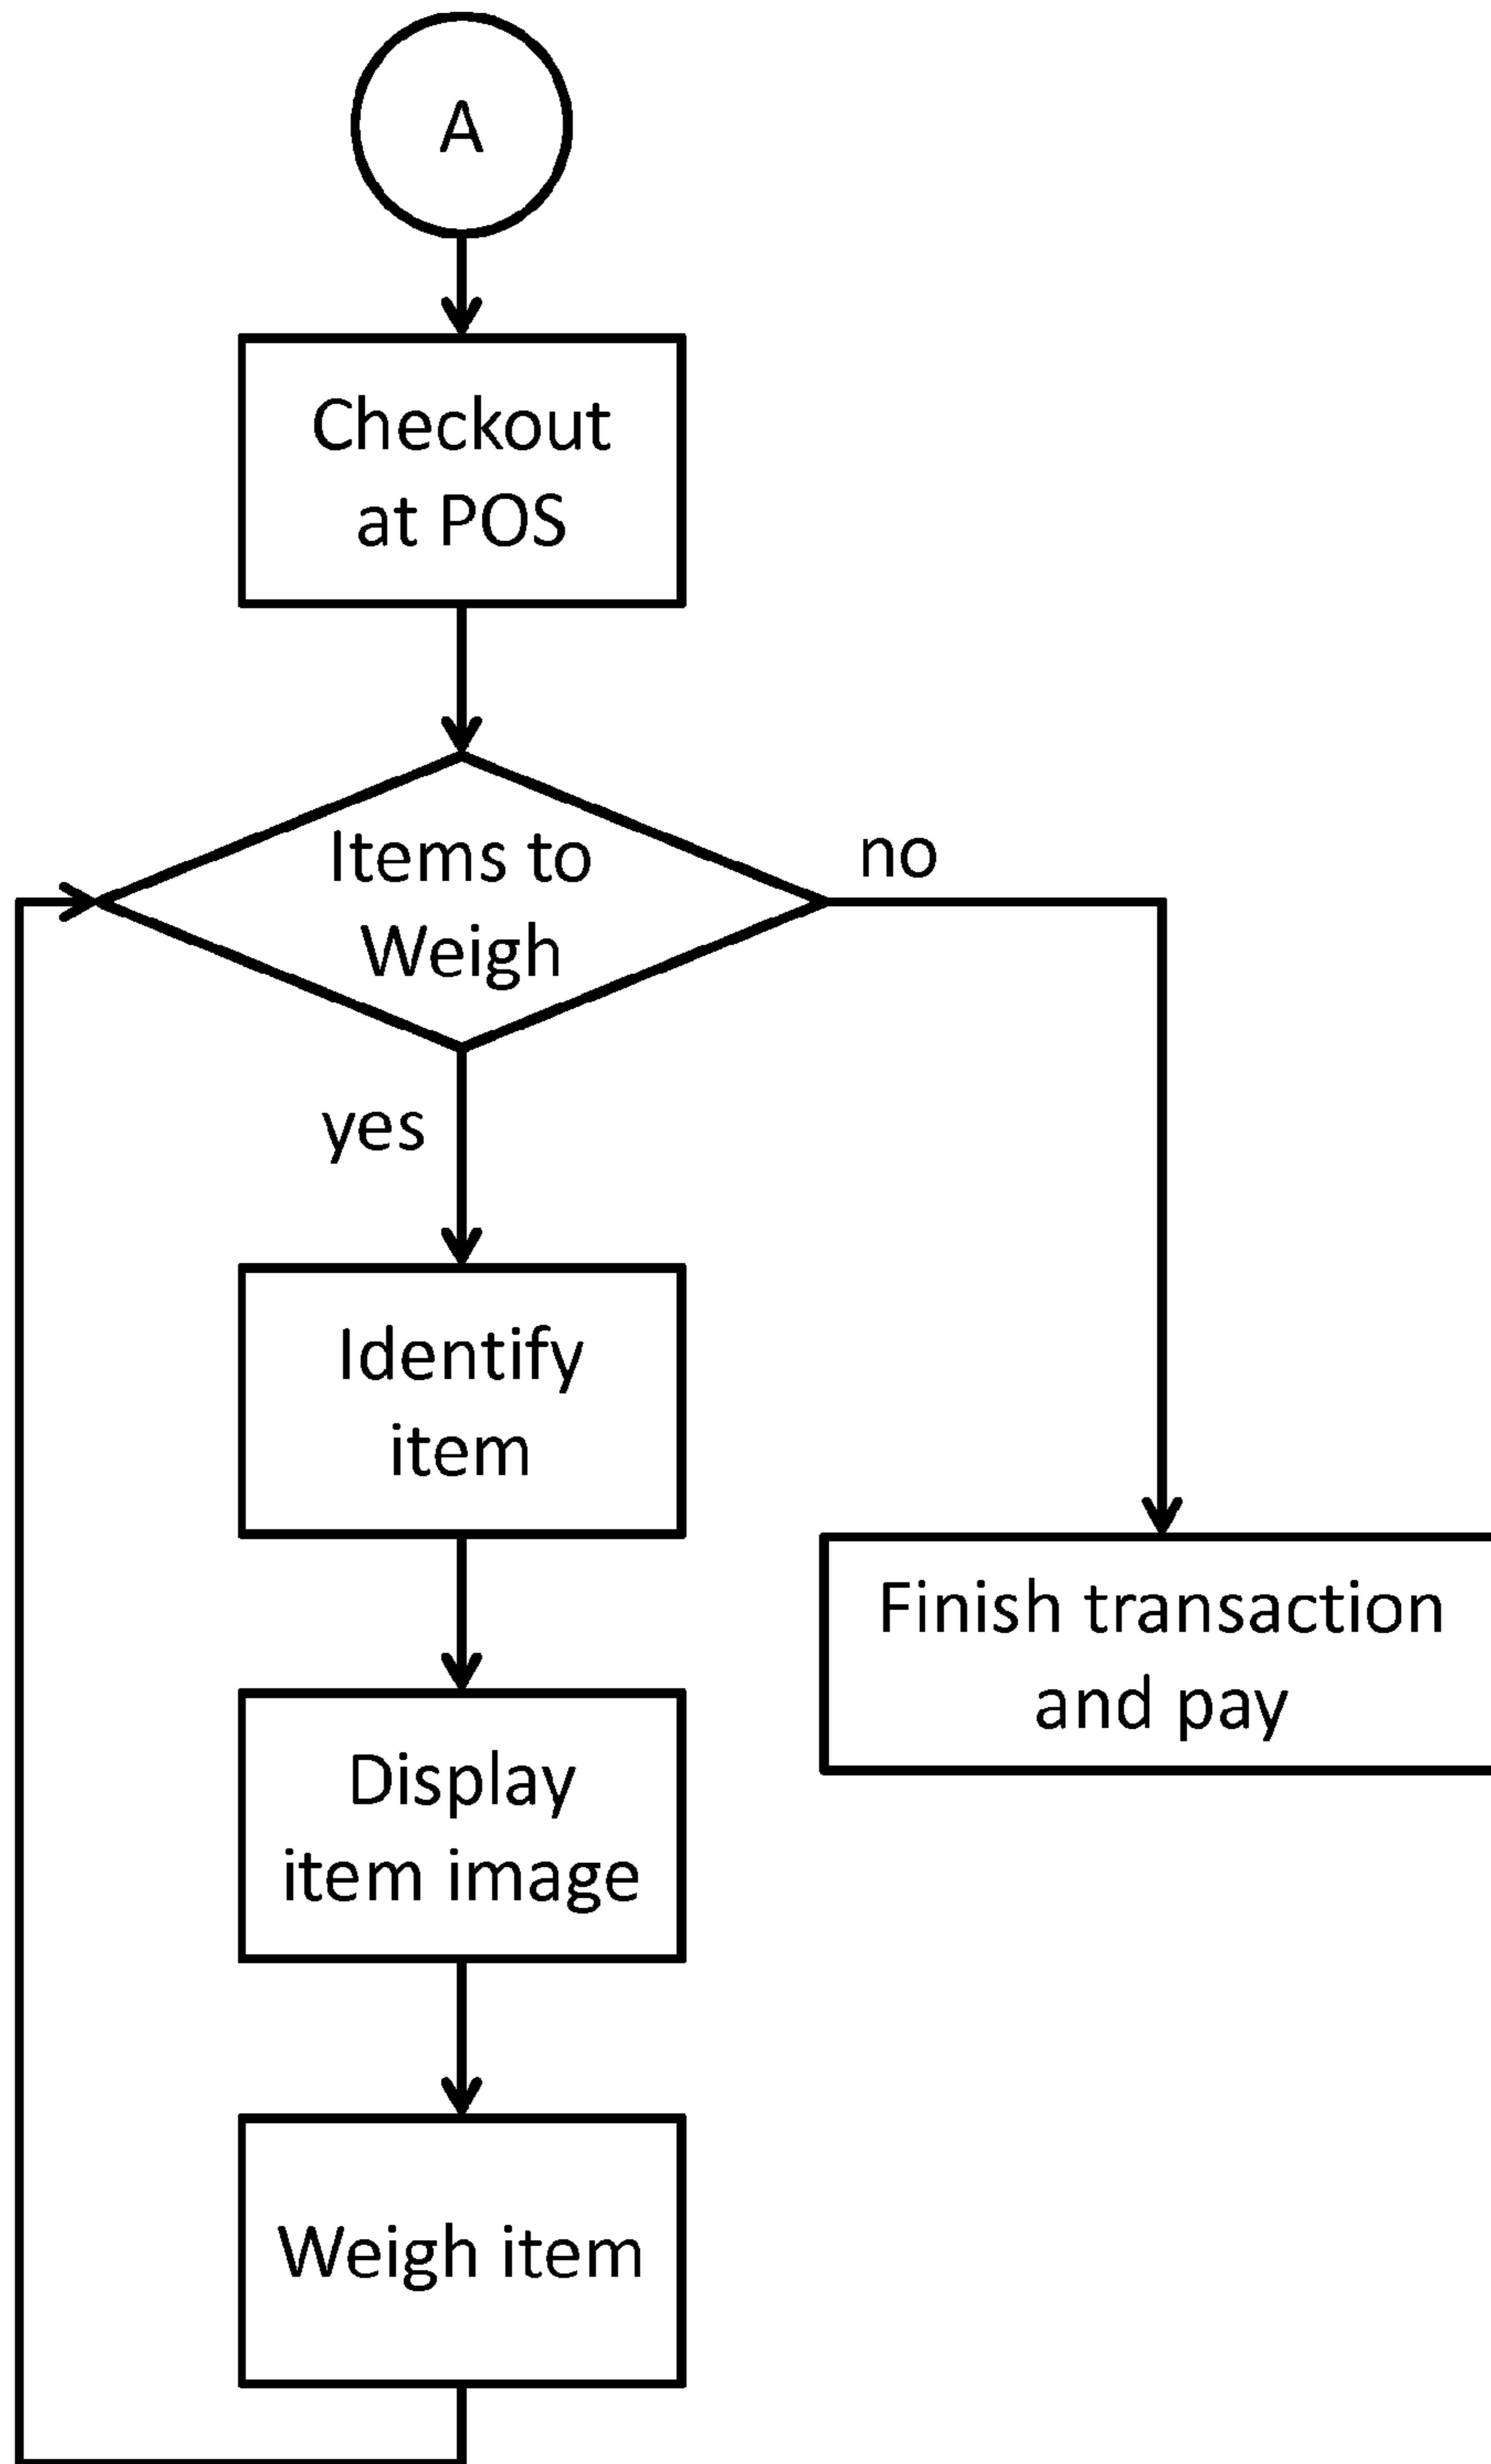 A
Checkout
at POS
Items to
Weigh
no
yes
Identify
item
Finish transaction
and pay
Display
item image
Weigh item